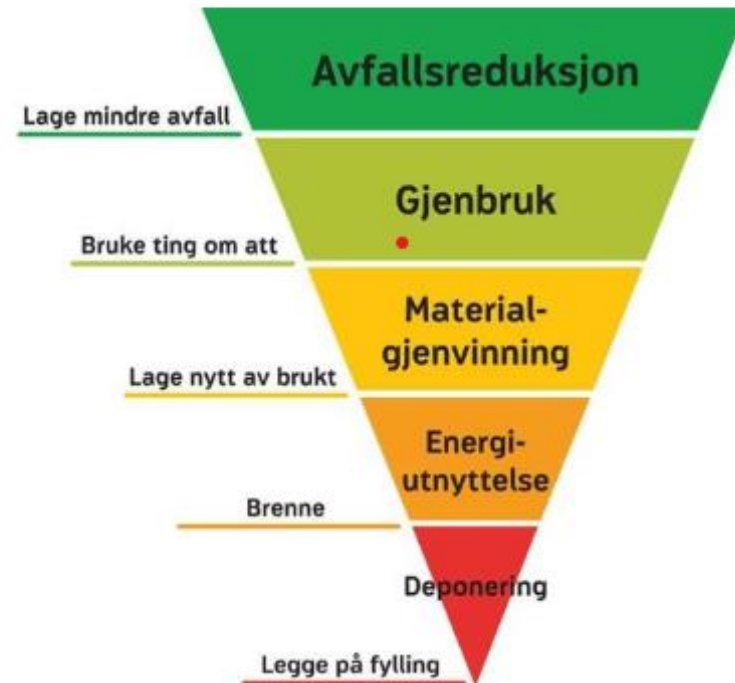 Avfallsreduksjon
Lage mindre avfall
Gjenbruk
Bruke ting om att
Material-
gjenvinning
Lage nytt av brukt
Energi-
utnyttelse
Brenne
Deponering
Legge på fylling